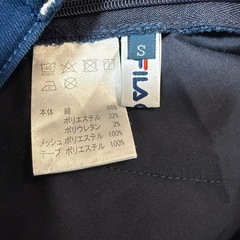 S
FILA
本体 綿 66%
ポリエステル 32%
ポリウレタン 2%
メッシュ ポリエステル 100%
テープ ポリエステル 100%